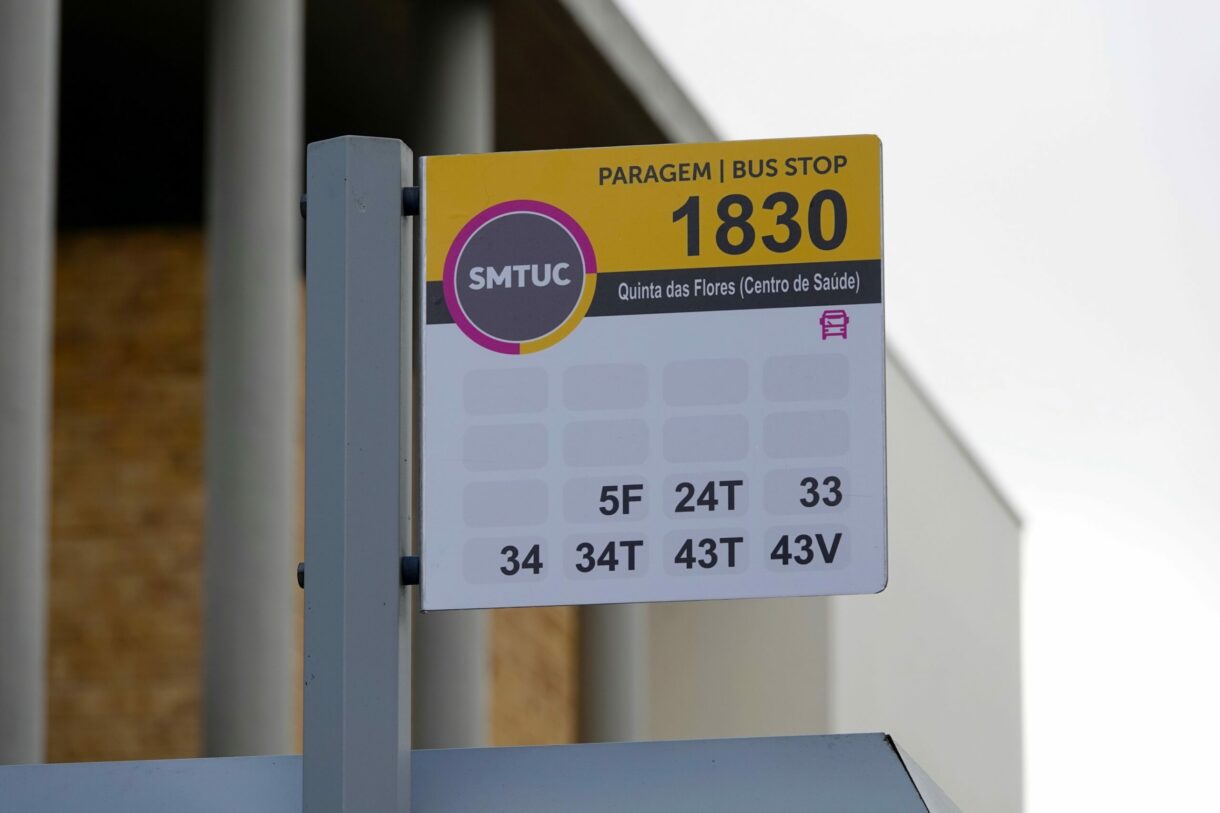 PARAGEM | BUS STOP
1830
SMTUC
Quinta das Flores (Centro de Saúde)
5F 24T 33
34 34T 43T 43V